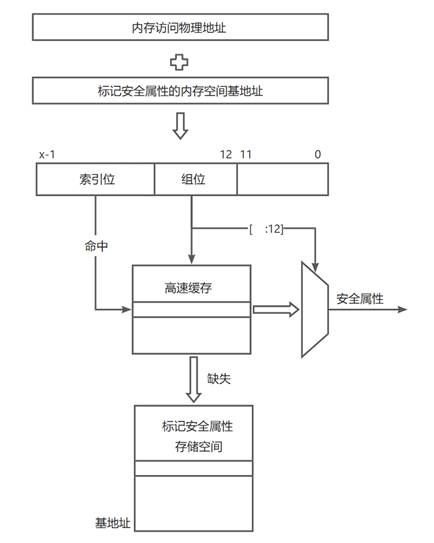 内存访问物理地址
标记安全属性的内存空间基地址
x-1 12 11 0
索引位 组位
[ :12]
命中
高速缓存
安全属性
缺失
标记安全属性
存储空间
基地址